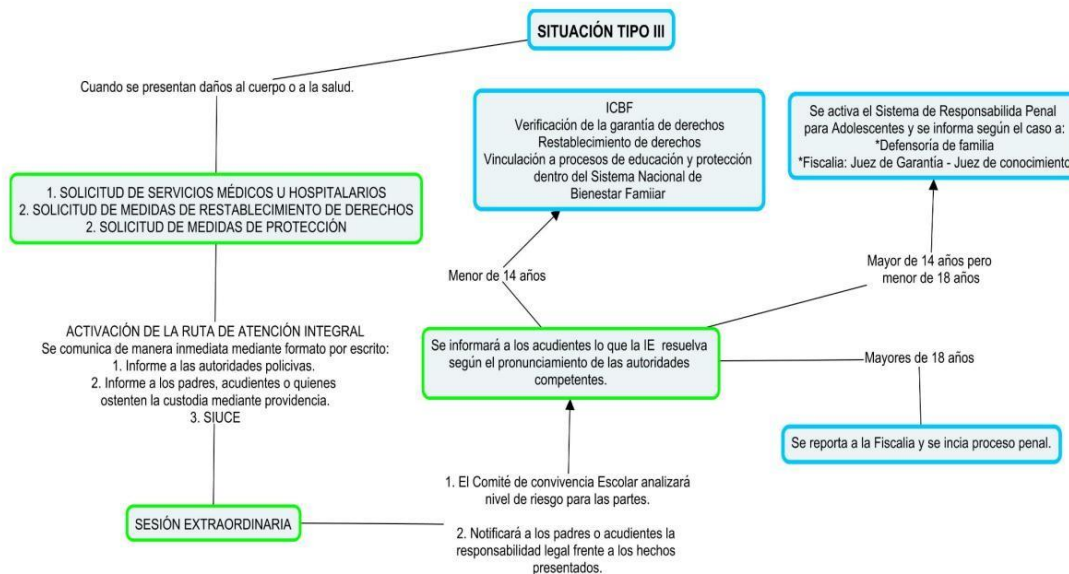 SITUACIÓN TIPO III
Cuando se presentan daños al cuerpo o a la salud.
1. SOLICITUD DE SERVICIOS MÉDICOS U HOSPITALARIOS
2. SOLICITUD DE MEDIDAS DE RESTABLECIMIENTO DE DERECHOS
2. SOLICITUD DE MEDIDAS DE PROTECCIÓN
ACTIVACIÓN DE LA RUTA DE ATENCIÓN INTEGRAL
Se comunica de manera inmediata mediante formato por escrito:
1. Informe a las autoridades policivas.
2. Informe a los padres, acudientes o quienes
ostenten la custodia mediante providencia.
3. SIUCE
SESIÓN EXTRAORDINARIA
1. El Comité de convivencia Escolar analizará
nivel de riesgo para las partes.
2. Notificará a los padres o acudientes la
responsabilidad legal frente a los hechos
presentados.
Se informará a los acudientes lo que la IE resuelva
según el pronunciamiento de las autoridades
competentes.
Menor de 14 años
ICBF
Verificación de la garantía de derechos
Restablecimiento de derechos
Vinculación a procesos de educación y protección
dentro del Sistema Nacional de
Bienestar Famiiar
Mayor de 14 años pero
menor de 18 años
Se activa el Sistema de Responsabilida Penal
para Adolescentes y se informa según el caso a:
*Defensoría de familia
*Fiscalia: Juez de Garantía - Juez de conocimiento
Mayores de 18 años
Se reporta a la Fiscalia y se incia proceso penal.